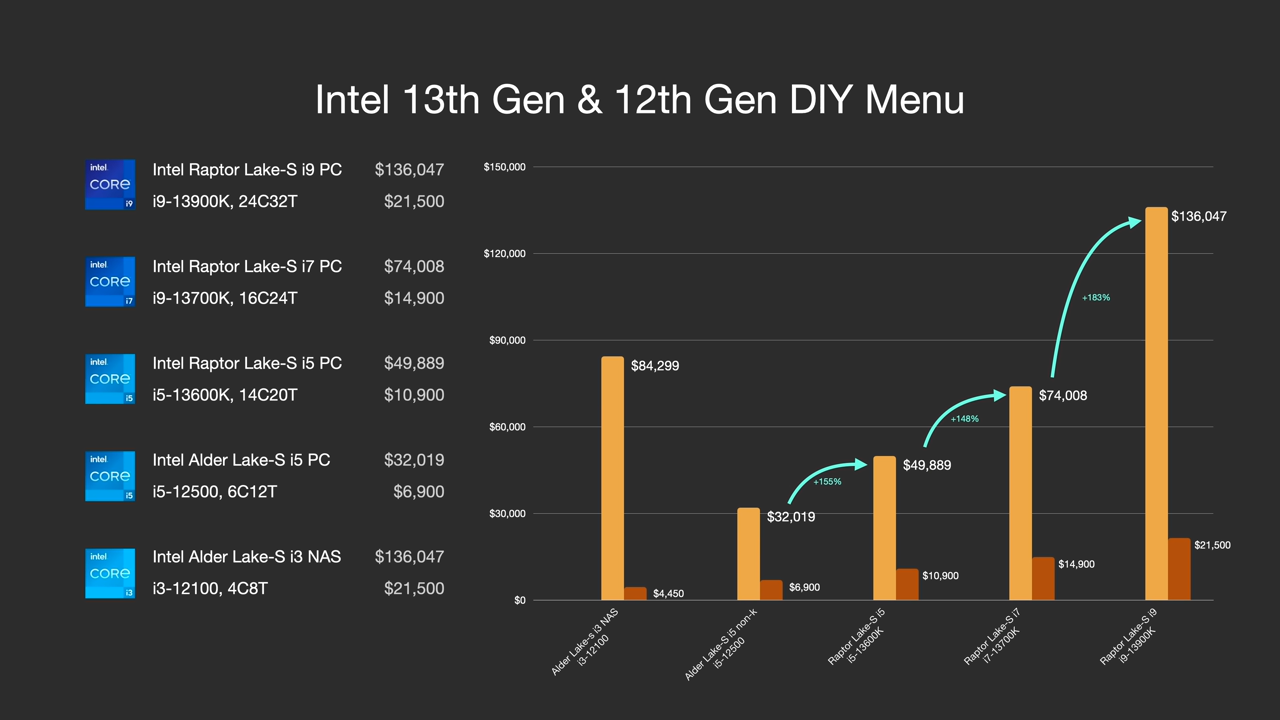 Intel 13th Gen & 12th Gen DIY Menu
intel
CORE
i9
Intel Raptor Lake-S i9 PC $136,047
i9-13900K, 24C32T $21,500
intel
CORE
i7
Intel Raptor Lake-S i7 PC $74,008
i9-13700K, 16C24T $14,900
intel
CORE
i5
Intel Raptor Lake-S i5 PC $49,889
i5-13600K, 14C20T $10,900
intel
CORE
i5
Intel Alder Lake-S i5 PC $32,019
i5-12500, 6C12T $6,900
intel
CORE
i3
Intel Alder Lake-S i3 NAS $136,047
i3-12100, 4C8T $21,500
$150,000
$120,000
$90,000
$60,000
$30,000
$0
$84,299
$4,450
$32,019
$6,900
+155%
$49,889
$10,900
+148%
$74,008
$14,900
+183%
$136,047
$21,500
Alder Lake-s i3 NAS
i3-12100
Alder Lake-S i5 non-k
i5-12500
Raptor Lake-S i5
i5-13600K
Raptor Lake-S i7
i7-13700K
Raptor Lake-S i9
i9-13900K